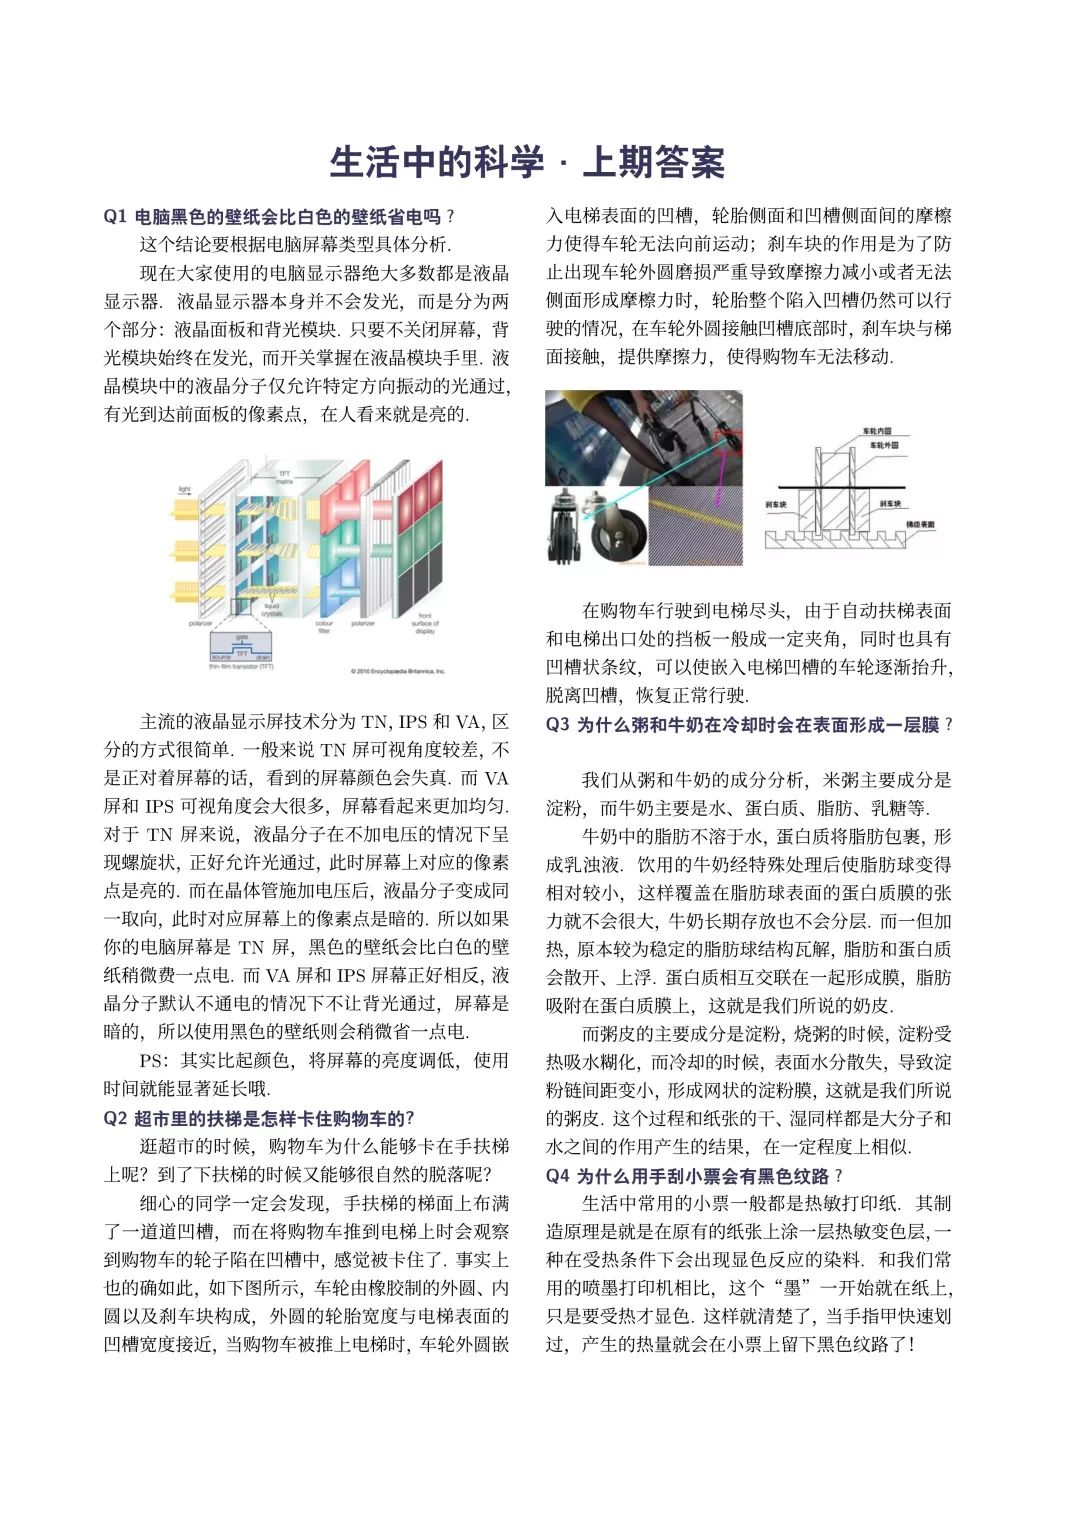 生活中的科学 · 上期答案
Q1 电脑黑色的壁纸会比白色的壁纸省电吗？
这个结论要根据电脑屏幕类型具体分析.
现在大家使用的电脑显示器绝大多数都是液晶
显示器. 液晶显示器本身并不会发光, 而是分为两
个部分: 液晶面板和背光模块. 只要不关闭屏幕, 背
光模块始终在发光, 而开关掌握在液晶模块手里. 液
晶模块中的液晶分子仅允许特定方向振动的光通过,
有光到达前面板的像素点, 在人看来就是亮的.
light
TFT
matrix
polarizer
liquid
crystals
colour
filter
polarizer
front
surface of
display
gate
source
TFT
drain
thin-film transistor (TFT)
© 2010 Encyclopædia Britannica, Inc.
主流的液晶显示屏技术分为 TN, IPS 和 VA, 区
分的方式很简单. 一般来说 TN 屏可视角度较差, 不
是正对着屏幕的话, 看到的屏幕颜色会失真. 而 VA
屏和 IPS 可视角度会大很多, 屏幕看起来更加均匀.
对于 TN 屏来说, 液晶分子在不加电压的情况下呈
现螺旋状, 正好允许光通过, 此时屏幕上对应的像素
点是亮的. 而在晶体管施加电压后, 液晶分子变成同
一取向, 此时对应屏幕上的像素点是暗的. 所以如果
你的电脑屏幕是 TN 屏, 黑色的壁纸会比白色的壁
纸稍微费一点电. 而 VA 屏和 IPS 屏幕正好相反, 液
晶分子默认不通电的情况下不让背光通过, 屏幕是
暗的, 所以使用黑色的壁纸则会稍微省一点电.
PS: 其实比起颜色, 将屏幕的亮度调低, 使用
时间就能显著延长哦.
Q2 超市里的扶梯是怎样卡住购物车的?
逛超市的时候, 购物车为什么能够卡在手扶梯
上呢? 到了下扶梯的时候又能够很自然的脱落呢?
细心的同学一定会发现, 手扶梯的梯面上布满
了一道道凹槽, 而在将购物车推到电梯上时会观察
到购物车的轮子陷在凹槽中, 感觉被卡住了. 事实上
也的确如此, 如下图所示, 车轮由橡胶制的外圆、内
圆以及刹车块构成, 外圆的轮胎宽度与电梯表面的
凹槽宽度接近, 当购物车被推上电梯时, 车轮外圆嵌
入电梯表面的凹槽, 轮胎侧面和凹槽侧面间的摩檫
力使得车轮无法向前运动; 刹车块的作用是为了防
止出现车轮外圆磨损严重导致摩擦力减小或者无法
侧面形成摩檫力时, 轮胎整个陷入凹槽仍然可以行
驶的情况, 在车轮外圆接触凹槽底部时, 刹车块与梯
面接触, 提供摩擦力, 使得购物车无法移动.
车轮内圆
车轮外圆
刹车块
刹车块
梯级表面
在购物车行驶到电梯尽头, 由于自动扶梯表面
和电梯出口处的挡板一般成一定夹角, 同时也具有
凹槽状条纹, 可以使嵌入电梯凹槽的车轮逐渐抬升,
脱离凹槽, 恢复正常行驶.
Q3 为什么粥和牛奶在冷却时会在表面形成一层膜？
我们从粥和牛奶的成分分析, 米粥主要成分是
淀粉, 而牛奶主要是水、蛋白质、脂肪、乳糖等.
牛奶中的脂肪不溶于水, 蛋白质将脂肪包裹, 形
成乳浊液. 饮用的牛奶经特殊处理后使脂肪球变得
相对较小, 这样覆盖在脂肪球表面的蛋白质膜的张
力就不会很大, 牛奶长期存放也不会分层. 而一但加
热, 原本较为稳定的脂肪球结构瓦解, 脂肪和蛋白质
会散开、上浮. 蛋白质相互交联在一起形成膜, 脂肪
吸附在蛋白质膜上, 这就是我们所说的奶皮.
而粥皮的主要成分是淀粉, 烧粥的时候, 淀粉受
热吸水糊化, 而冷却的时候, 表面水分散失, 导致淀
粉链间距变小, 形成网状的淀粉膜, 这就是我们所说
的粥皮. 这个过程和纸张的干、湿同样都是大分子和
水之间的作用产生的结果, 在一定程度上相似.
Q4 为什么用手刮小票会有黑色纹路？
生活中常用的小票一般都是热敏打印纸. 其制
造原理是就是在原有的纸张上涂一层热敏变色层, 一
种在受热条件下会出现显色反应的染料. 和我们常
用的喷墨打印机相比, 这个“墨”一开始就在纸上,
只是要受热才显色. 这样就清楚了, 当手指甲快速划
过, 产生的热量就会在小票上留下黑色纹路了!